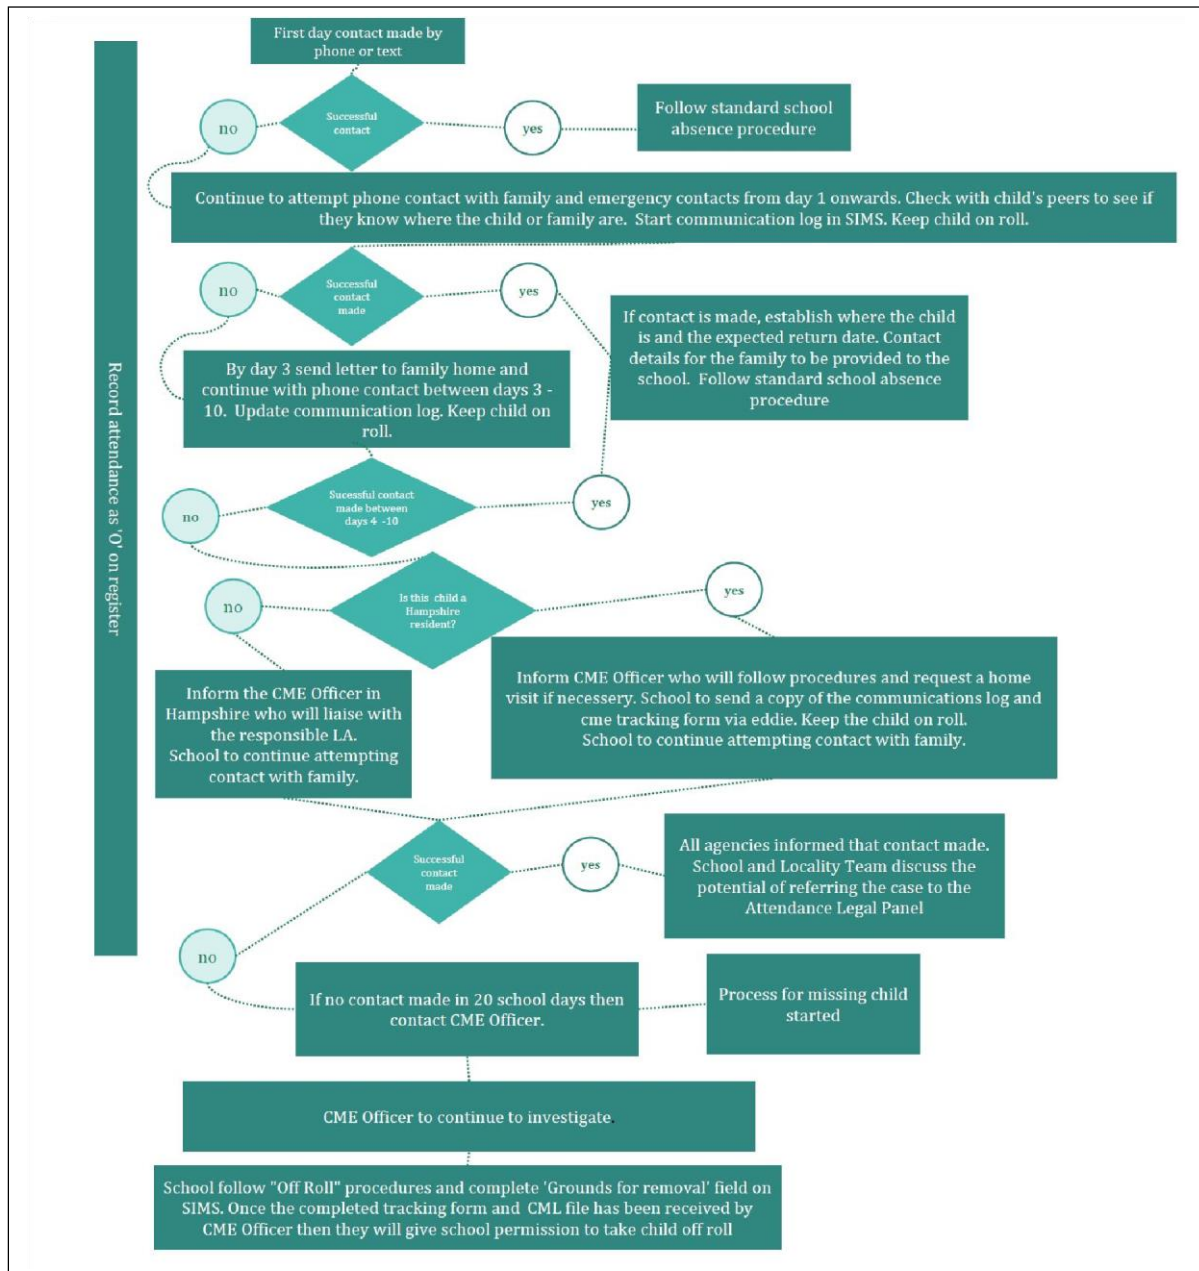 First day contact made by
phone or text
Record attendance as 'O' on register
no
Successful
contact
yes
Follow standard school
absence procedure
Continue to attempt phone contact with family and emergency contacts from day 1 onwards. Check with child's peers to see if
they know where the child or family are.  Start communication log in SIMS. Keep child on roll.
no
Successful
contact
made
yes
If contact is made, establish where the child
is and the expected return date. Contact
details for the family to be provided to the
school.  Follow standard school absence
procedure
By day 3 send letter to family home and
continue with phone contact between days 3 -
10.  Update communication log. Keep child on
roll.
no
Sucessful contact
made between
days 4  -10
yes
no
Is this  child a
Hampshire
resident?
yes
Inform the CME Officer in
Hampshire who will liaise with
the responsible LA.
School to continue attempting
contact with family.
Inform CME Officer who will follow procedures and request a home
visit if necessery. School to send a copy of the communications log and
cme tracking form via eddie. Keep the child on roll.
School to continue attempting contact with family.
Successful
contact
made
yes
All agencies informed that contact made.
School and Locality Team discuss the
potential of referring the case to the
Attendance Legal Panel
no
If no contact made in 20 school days then
contact CME Officer.
Process for missing child
started
CME Officer to continue to investigate.
School follow "Off Roll" procedures and complete 'Grounds for removal' field on
SIMS. Once the completed tracking form and  CML file has been received by
CME Officer then they will give school permission to take child off roll